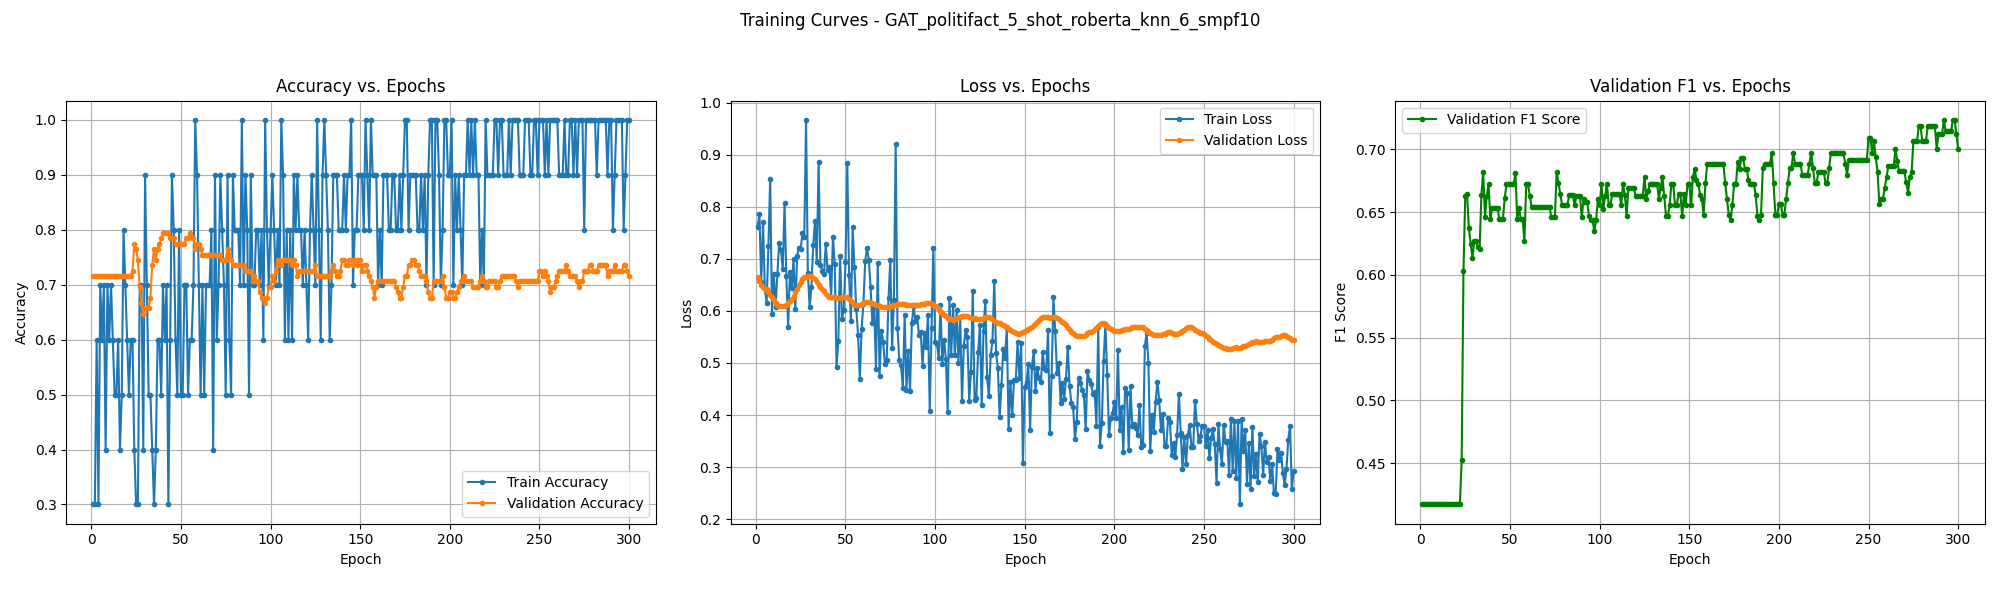 Training Curves - GAT_politifact_5_shot_roberta_knn_6_smpf10
Accuracy vs. Epochs
1.0
0.9
0.8
0.7
0.6
0.5
0.4
0.3
Accuracy
Train Accuracy
Validation Accuracy
0 50 100 150 200 250 300
Epoch
Loss vs. Epochs
1.0
0.9
0.8
0.7
0.6
0.5
0.4
0.3
0.2
Loss
Train Loss
Validation Loss
0 50 100 150 200 250 300
Epoch
Validation F1 vs. Epochs
Validation F1 Score
0.70
0.65
0.60
0.55
0.50
0.45
F1 Score
0 50 100 150 200 250 300
Epoch